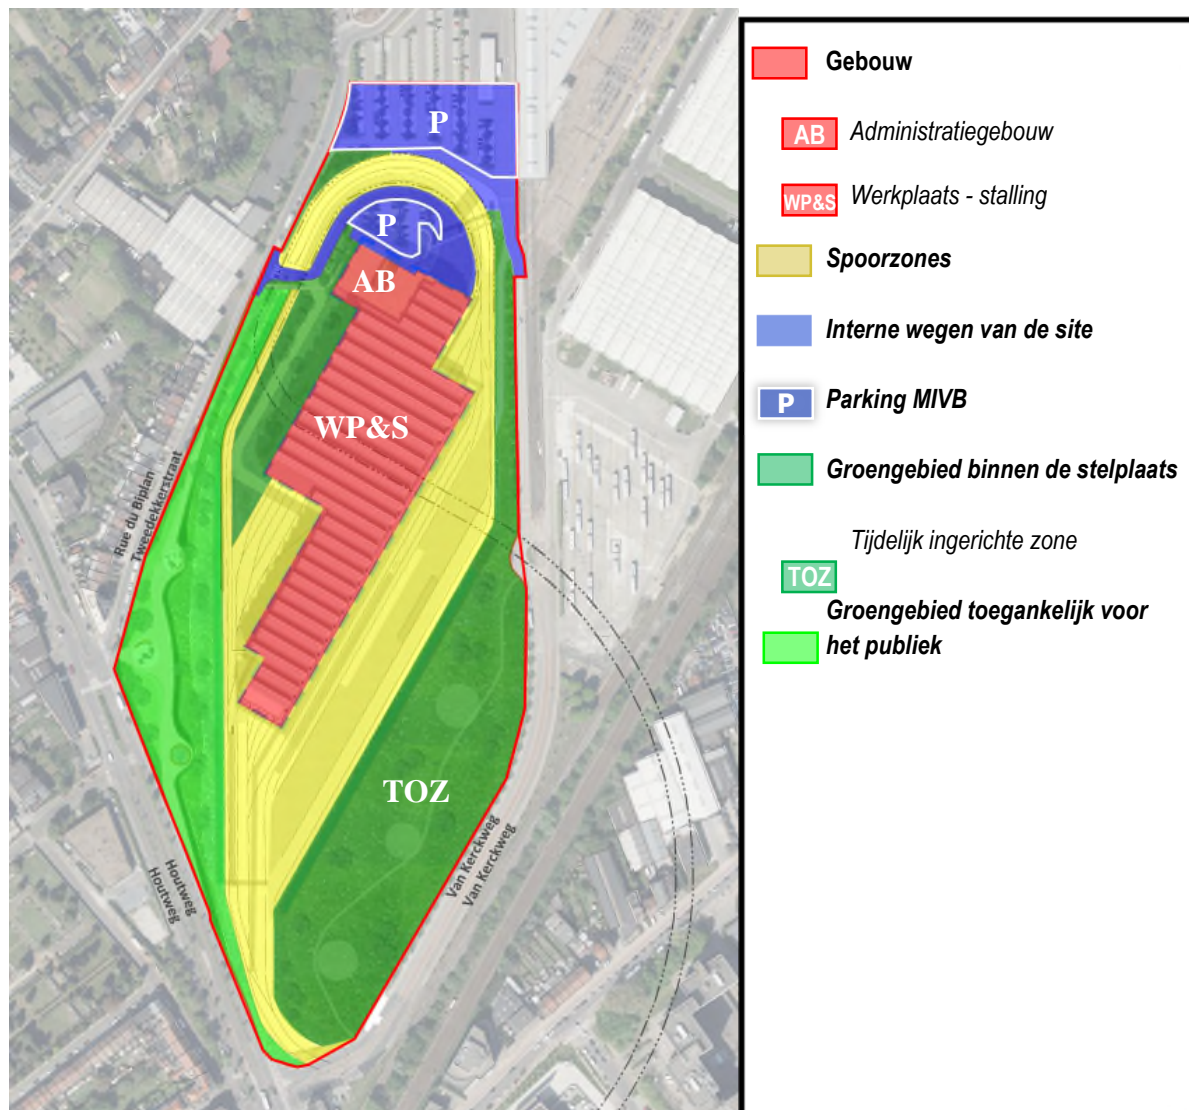 P
P
AB
WP&S
TOZ
Rue du Biplan
Tweedekkerstraat
Houtweg
Houtweg
Van Kerckweg
Van Kerckweg
Gebouw
AB Administratiegebouw
WP&S Werkplaats - stalling
Spoorzones
Interne wegen van de site
P Parking MIVB
Groengebied binnen de stelplaats
Tijdelijk ingerichte zone
TOZ
Groengebied toegankelijk voor
het publiek